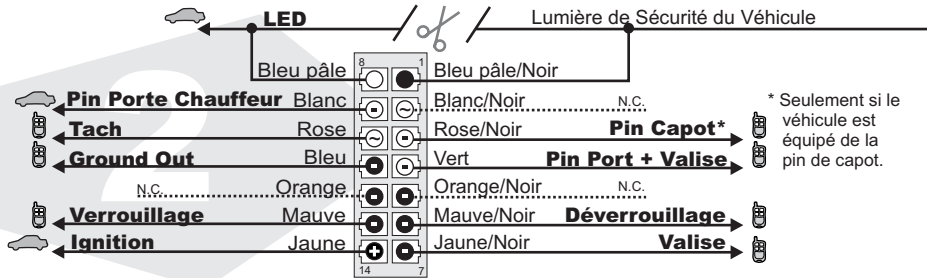 LED Lumière de Sécurité du Véhicule
8 1
Bleu pâle Bleu pâle/Noir
Pin Porte Chauffeur Blanc Blanc/Noir N.C.
Tach Rose Rose/Noir Pin Capot*
Ground Out Bleu Vert Pin Port + Valise
N.C. Orange Orange/Noir N.C.
Verrouillage Mauve Mauve/Noir Déverrouillage
Ignition Jaune Jaune/Noir Valise
14 7
* Seulement si le
véhicule est
équipé de la
pin de capot.
2